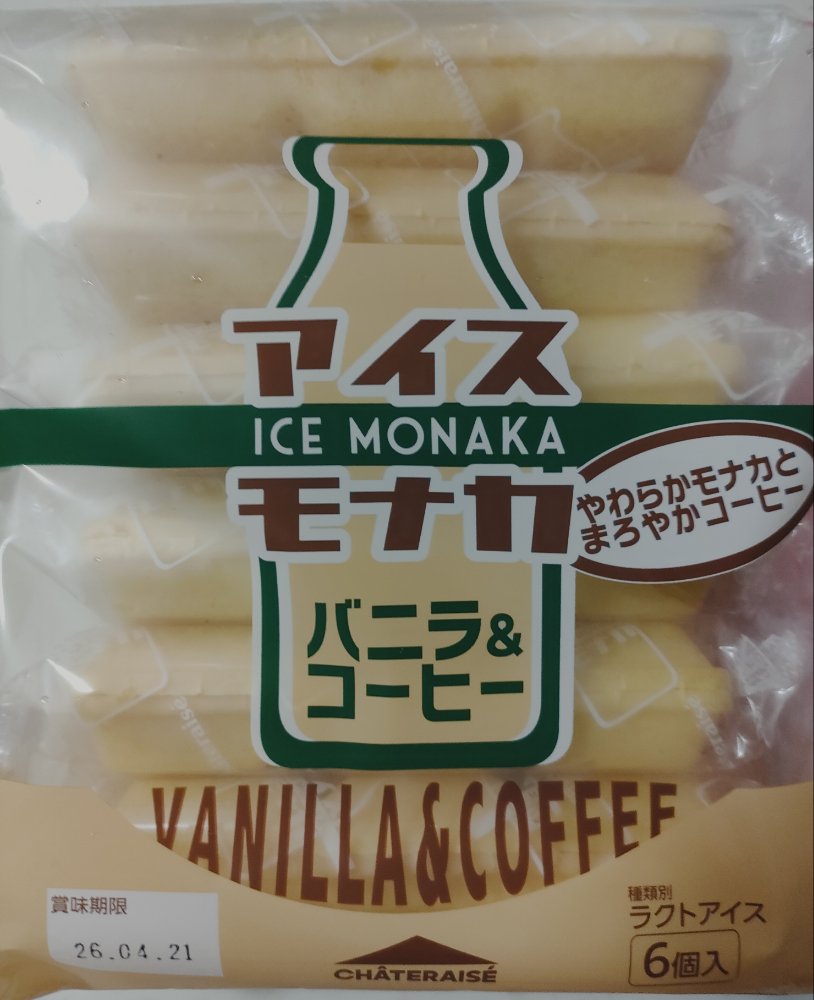 アイス
ICE MONAKA
モナカ
やわらかモナカと
まろやかコーヒー
バニラ&
コーヒー
VANILLA&COFFEE
賞味期限
26.04.21
種類別
ラクトアイス
6個入
CHÂTERAISÉ